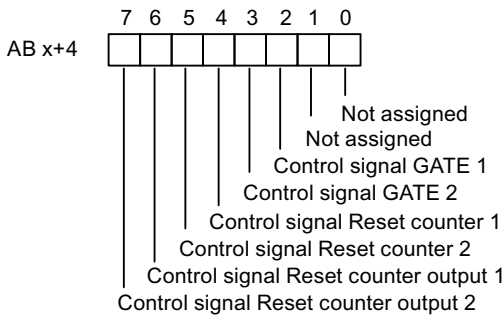 7 6 5 4 3 2 1 0
AB x+4
Not assigned
Not assigned
Control signal GATE 1
Control signal GATE 2
Control signal Reset counter 1
Control signal Reset counter 2
Control signal Reset counter output 1
Control signal Reset counter output 2